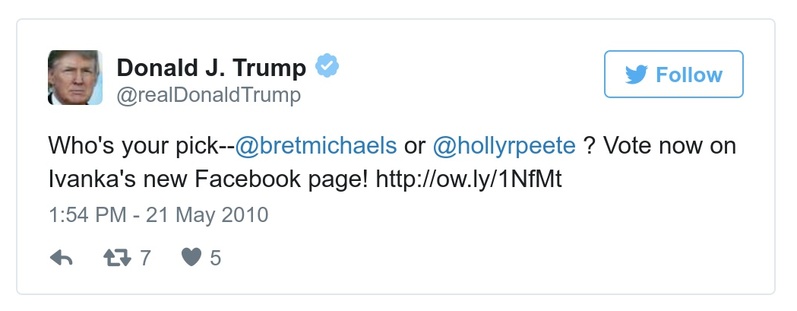 Donald J. Trump
@realDonaldTrump
Follow
Who's your pick--@bretmichaels or @hollyrpeete ? Vote now on
Ivanka's new Facebook page! http://ow.ly/1NfMt
1:54 PM - 21 May 2010
7 5